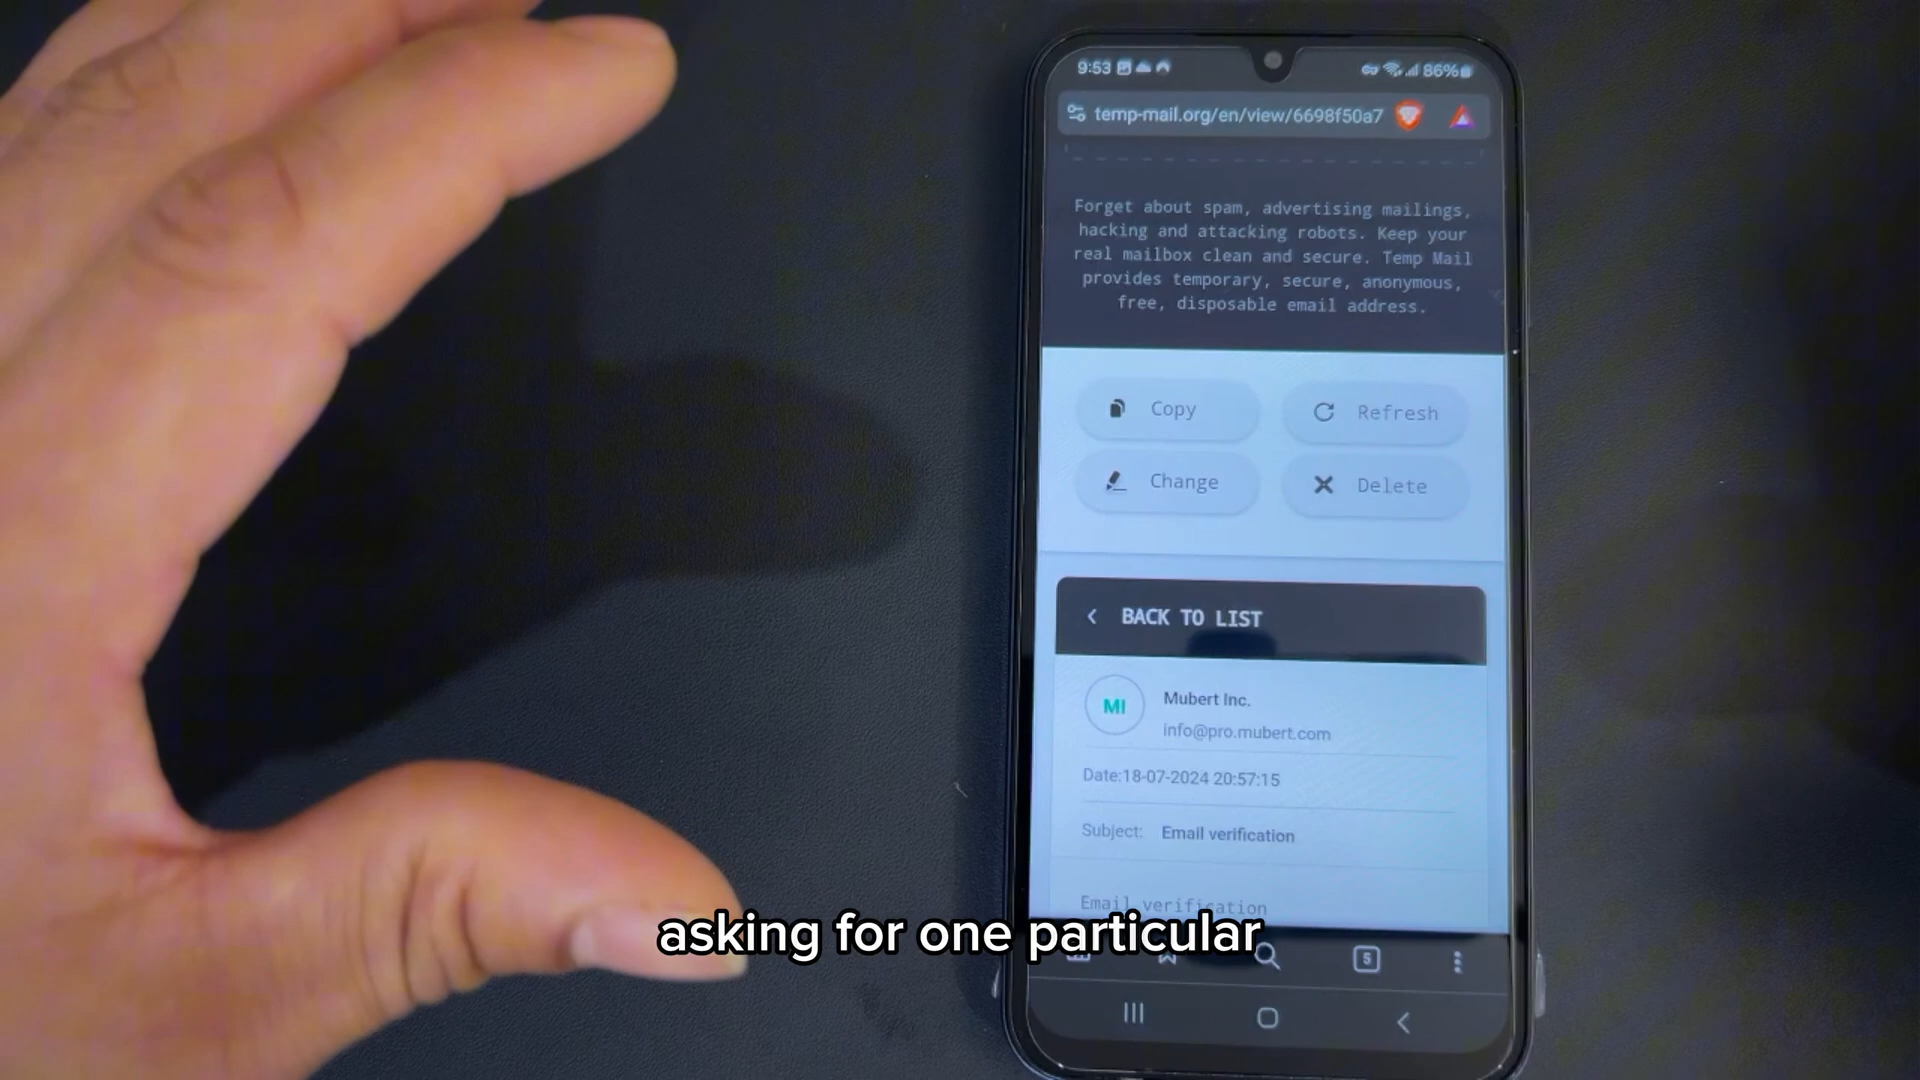 9:53
86%
temp-mail.org/en/view/6698f50a7
Forget about spam, advertising mailings,
hacking and attacking robots. Keep your
real mailbox clean and secure. Temp Mail
provides temporary, secure, anonymous,
free, disposable email address.
Copy
Refresh
Change
Delete
BACK TO LIST
MI
Mubert Inc.
info@pro.mubert.com
Date:18-07-2024 20:57:15
Subject: Email verification
Email verification
asking for one particular
5